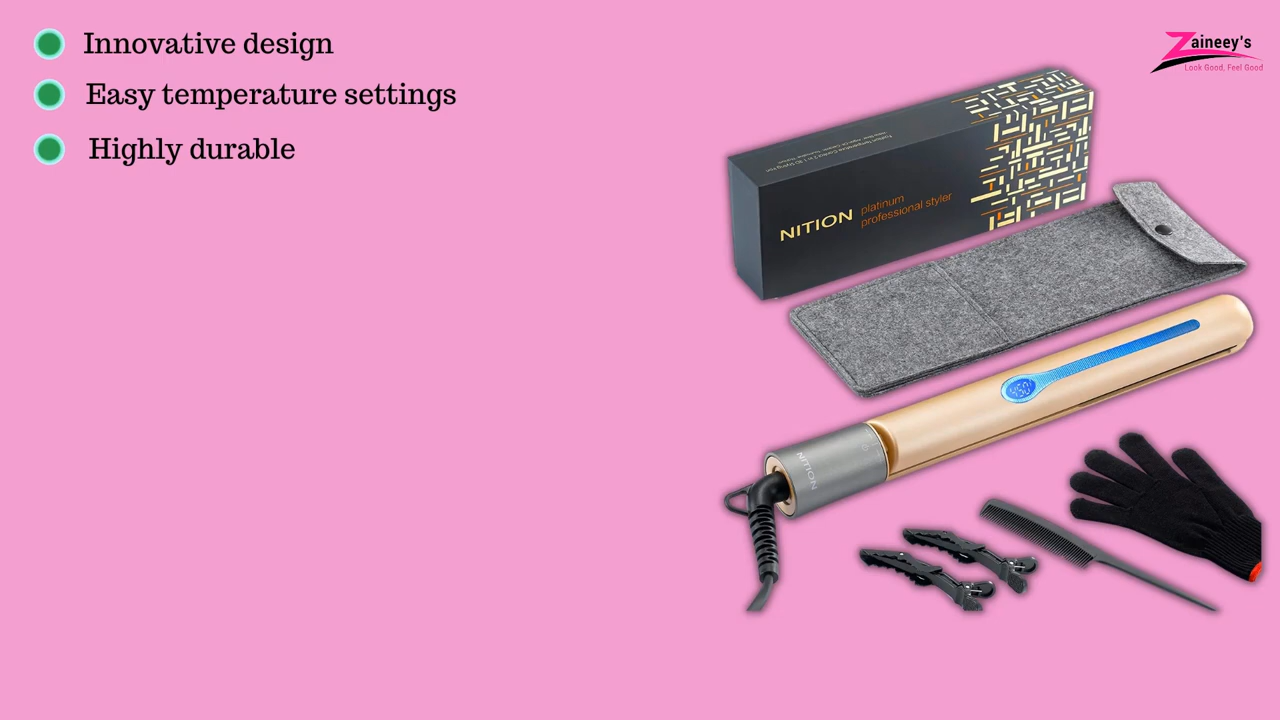 Innovative design
Easy temperature settings
Highly durable
Zaineey's
Look Good, Feel Good
NITION
platinum
professional styler
NITION